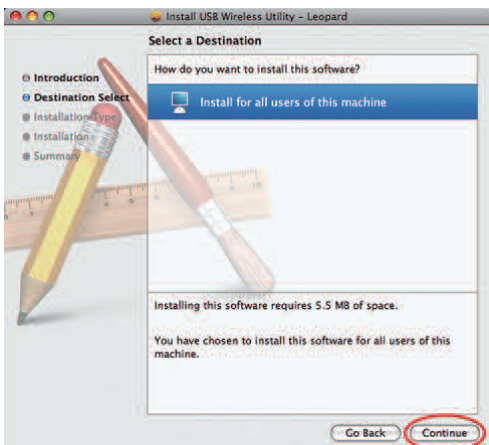 Install USB Wireless Utility – Leopard
Select a Destination
Introduction
Destination Select
Installation Type
Installation
Summary
How do you want to install this software?
Install for all users of this machine
Installing this software requires 5.5 MB of space.
You have chosen to install this software for all users of this
machine.
Go Back
Continue